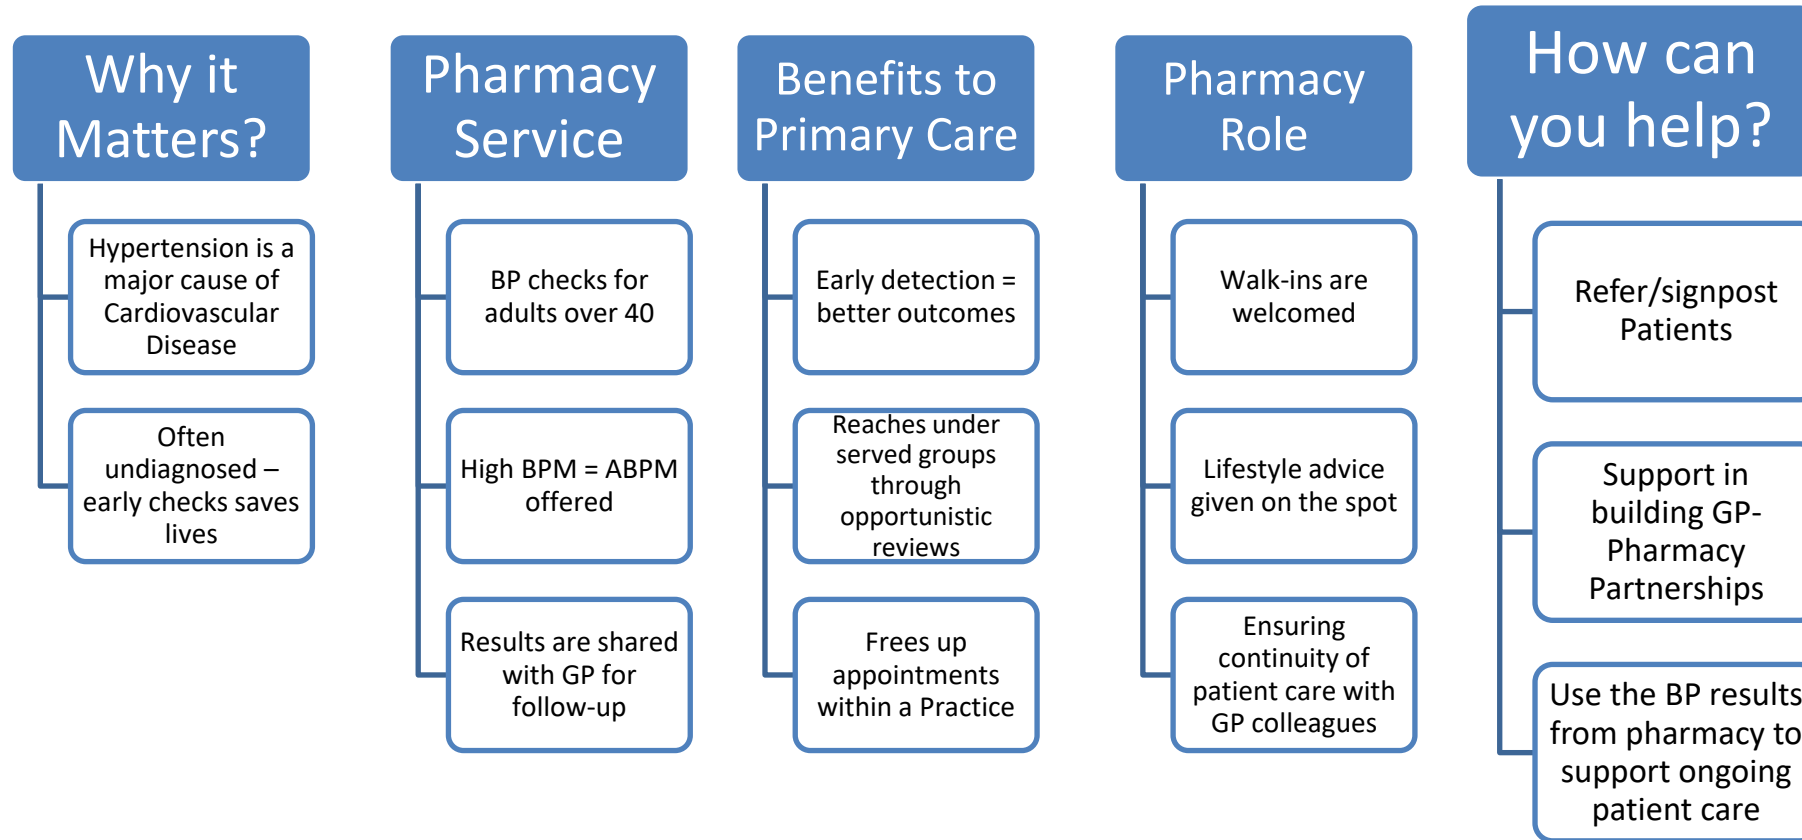 Why it
Matters?
Hypertension is a
major cause of
Cardiovascular
Disease
Often
undiagnosed –
early checks saves
lives
Pharmacy
Service
BP checks for
adults over 40
High BPM = ABPM
offered
Results are shared
with GP for
follow-up
Benefits to
Primary Care
Early detection =
better outcomes
Reaches under
served groups
through
opportunistic
reviews
Frees up
appointments
within a Practice
Pharmacy
Role
Walk-ins are
welcomed
Lifestyle advice
given on the spot
Ensuring
continuity of
patient care with
GP colleagues
How can
you help?
Refer/signpost
Patients
Support in
building GP-
Pharmacy
Partnerships
Use the BP results
from pharmacy to
support ongoing
patient care